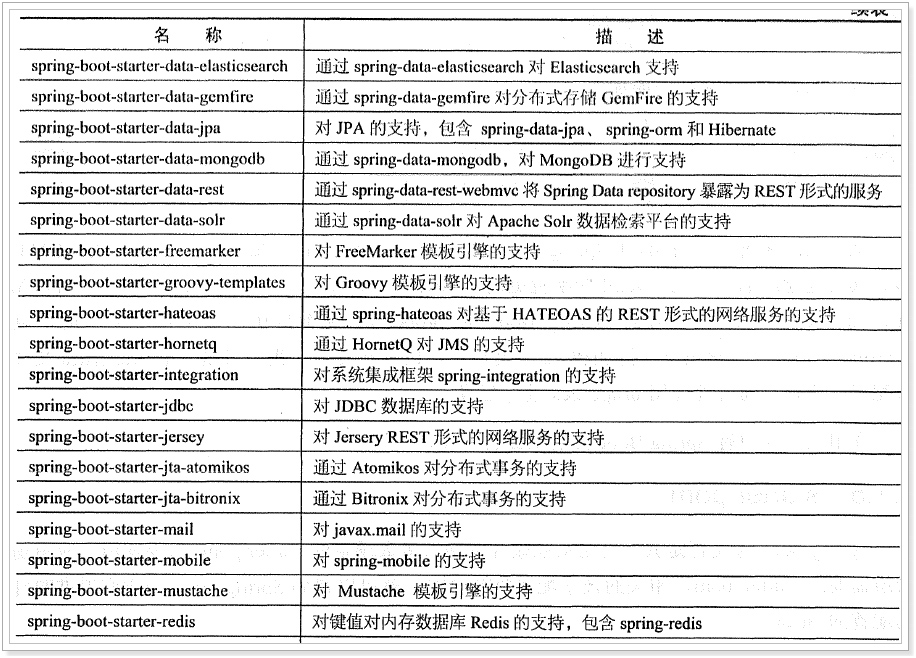 续表
名 称 描 述
spring-boot-starter-data-elasticsearch 通过 spring-data-elasticsearch 对 Elasticsearch 支持
spring-boot-starter-data-gemfire 通过 spring-data-gemfire 对分布式存储 GemFire 的支持
spring-boot-starter-data-jpa 对 JPA 的支持，包含 spring-data-jpa、spring-orm 和 Hibernate
spring-boot-starter-data-mongodb 通过 spring-data-mongodb，对 MongoDB 进行支持
spring-boot-starter-data-rest 通过 spring-data-rest-webmvc 将 Spring Data repository 暴露为 REST 形式的服务
spring-boot-starter-data-solr 通过 spring-data-solr 对 Apache Solr 数据检索平台的支持
spring-boot-starter-freemarker 对 FreeMarker 模板引擎的支持
spring-boot-starter-groovy-templates 对 Groovy 模板引擎的支持
spring-boot-starter-hateoas 通过 spring-hateoas 对基于 HATEOAS 的 REST 形式的网络服务的支持
spring-boot-starter-hornetq 通过 HornetQ 对 JMS 的支持
spring-boot-starter-integration 对系统集成框架 spring-integration 的支持
spring-boot-starter-jdbc 对 JDBC 数据库的支持
spring-boot-starter-jersey 对 Jersery REST 形式的网络服务的支持
spring-boot-starter-jta-atomikos 通过 Atomikos 对分布式事务的支持
spring-boot-starter-jta-bitronix 通过 Bitronix 对分布式事务的支持
spring-boot-starter-mail 对 javax.mail 的支持
spring-boot-starter-mobile 对 spring-mobile 的支持
spring-boot-starter-mustache 对 Mustache 模板引擎的支持
spring-boot-starter-redis 对键值对内存数据库 Redis 的支持，包含 spring-redis